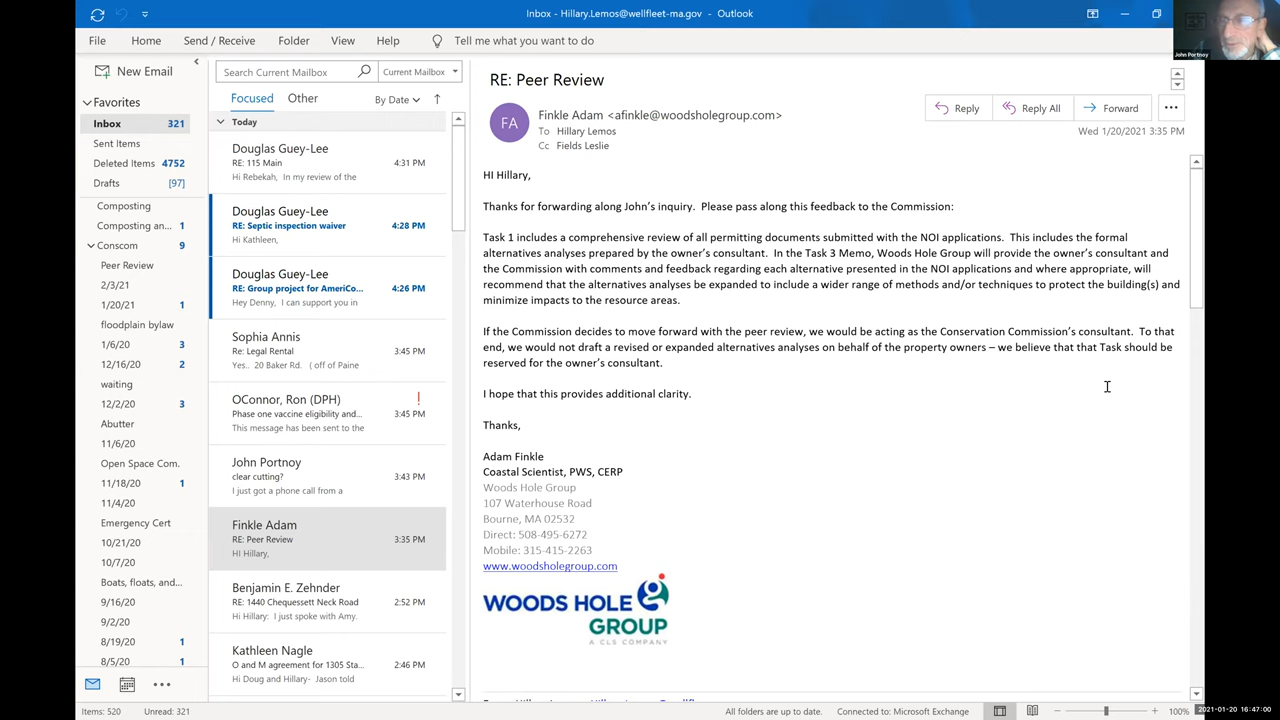 Inbox - Hillary.Lemos@wellfleet-ma.gov - Outlook
File Home Send / Receive Folder View Help Tell me what you want to do
New Email
Favorites
Inbox 321
Sent Items
Deleted Items 4752
Drafts [97]
Composting
Composting an... 1
Conscom 9
Peer Review
2/3/21
1/20/21 1
floodplain bylaw
1/6/20 3
12/16/20 2
waiting
12/2/20 3
Abutter
11/6/20
Open Space Com.
11/18/20 1
11/4/20
Emergency Cert
10/21/20
10/7/20
Boats, floats, and...
9/16/20
9/2/20
8/19/20 1
8/5/20 1
Items: 520 Unread: 321
Search Current Mailbox Current Mailbox
Focused Other By Date
Today
Douglas Guey-Lee
RE: 115 Main 4:31 PM
Hi Rebekah, In my review of the
Douglas Guey-Lee
RE: Septic inspection waiver 4:28 PM
Hi Kathleen,
Douglas Guey-Lee
RE: Group project for AmeriCo... 4:26 PM
Hey Denny, I can support you in
Sophia Annis
Re: Legal Rental 3:45 PM
Yes.. 20 Baker Rd. ( off of Paine
OConnor, Ron (DPH) !
Phase one vaccine eligibility and... 3:45 PM
This message has been sent to the
John Portnoy
clear cutting? 3:43 PM
I just got a phone call from a
Finkle Adam
RE: Peer Review 3:35 PM
HI Hillary,
Benjamin E. Zehnder
RE: 1440 Chequessett Neck Road 2:52 PM
Hi Hillary: I just spoke with Amy.
Kathleen Nagle
O and M agreement for 1305 Sta... 2:46 PM
Hi Doug and Hillary- Jason told
RE: Peer Review
FA
Finkle Adam <afinkle@woodsholegroup.com>
To Hillary Lemos
Cc Fields Leslie
Reply Reply All Forward ...
Wed 1/20/2021 3:35 PM
HI Hillary,
Thanks for forwarding along John's inquiry. Please pass along this feedback to the Commission:
Task 1 includes a comprehensive review of all permitting documents submitted with the NOI applications. This includes the formal
alternatives analyses prepared by the owner's consultant. In the Task 3 Memo, Woods Hole Group will provide the owner's consultant and
the Commission with comments and feedback regarding each alternative presented in the NOI applications and where appropriate, will
recommend that the alternatives analyses be expanded to include a wider range of methods and/or techniques to protect the building(s) and
minimize impacts to the resource areas.
If the Commission decides to move forward with the peer review, we would be acting as the Conservation Commission's consultant. To that
end, we would not draft a revised or expanded alternatives analyses on behalf of the property owners – we believe that that Task should be
reserved for the owner's consultant.
I hope that this provides additional clarity.
Thanks,
Adam Finkle
Coastal Scientist, PWS, CERP
Woods Hole Group
107 Waterhouse Road
Bourne, MA 02532
Direct: 508-495-6272
Mobile: 315-415-2263
www.woodsholegroup.com
WOODS HOLE
GROUP
A CLS COMPANY
All folders are up to date. Connected to: Microsoft Exchange 100%
John Portnoy
2021-01-20 16:47:00